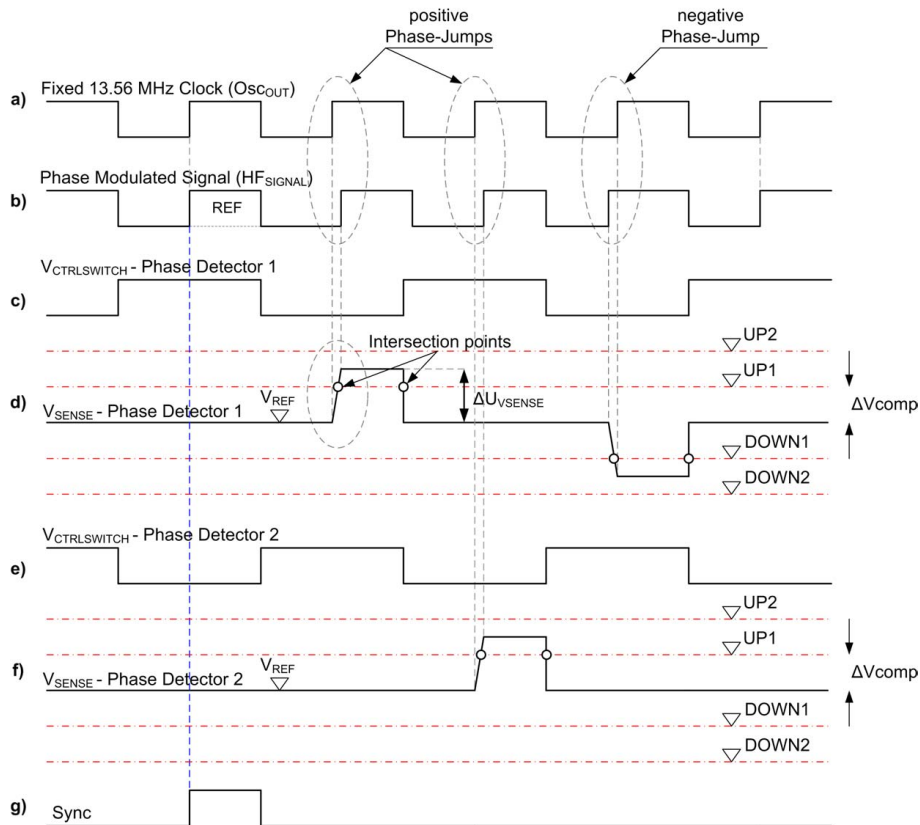 positive
Phase-Jumps
negative
Phase-Jump
a)
Fixed 13.56 MHz Clock (OscOUT)
b)
Phase Modulated Signal (HFSIGNAL)
REF
c)
VCTRLSWITCH - Phase Detector 1
UP2
Intersection points
UP1
d)
VSENSE - Phase Detector 1
VREF
ΔUVSENSE
ΔVcomp
DOWN1
DOWN2
e)
VCTRLSWITCH - Phase Detector 2
UP2
UP1
f)
VSENSE - Phase Detector 2
VREF
ΔVcomp
DOWN1
DOWN2
g)
Sync